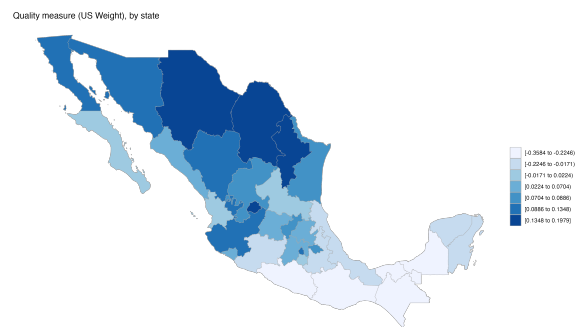 Quality measure (US Weight), by state
[-0.3584 to -0.2246)
[-0.2246 to -0.0171)
[-0.0171 to 0.0224)
[0.0224 to 0.0704)
[0.0704 to 0.0886)
[0.0886 to 0.1348)
[0.1348 to 0.1979]